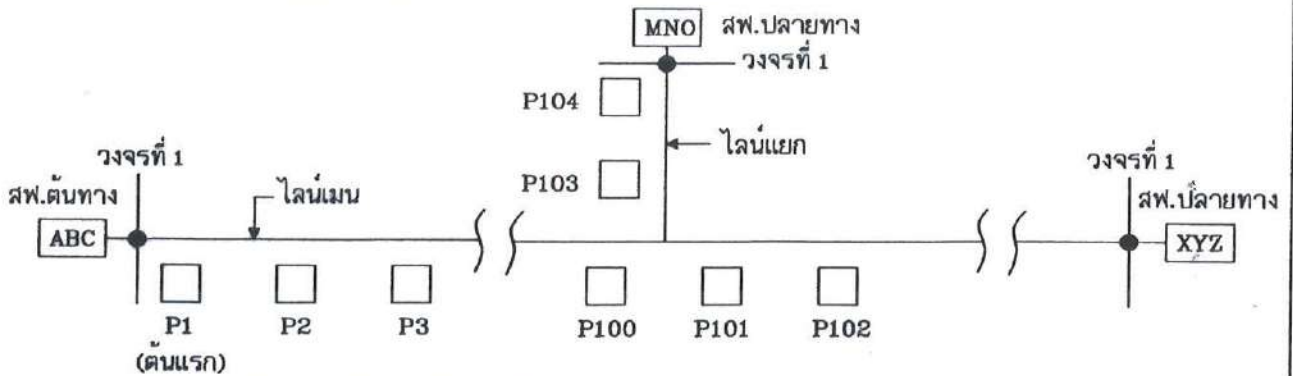 MNO สฟ.ปลายทาง
วงจรที่ 1
P104
ไลน์แยก
วงจรที่ 1
วงจรที่ 1
P103
สฟ.ต้นทาง
ไลน์เมน
สฟ.ปลายทาง
ABC
XYZ
P1 P2 P3 P100 P101 P102
(ต้นแรก)